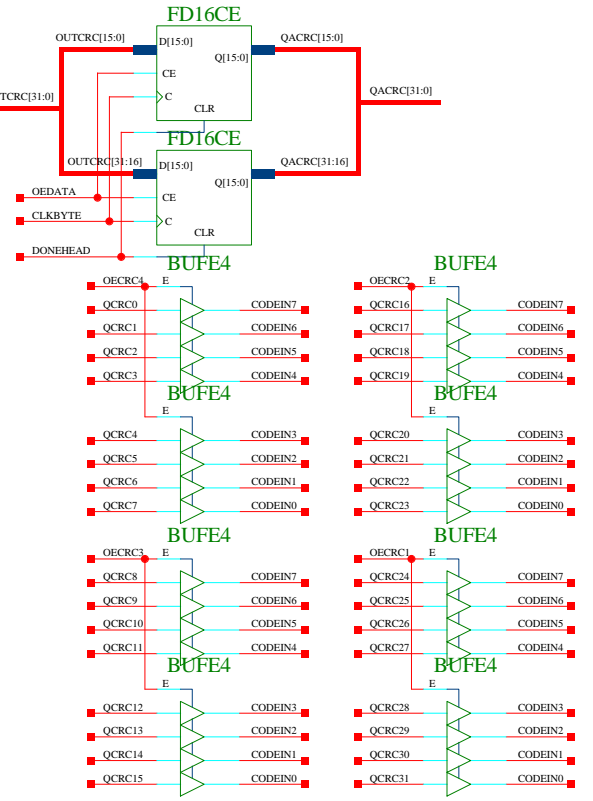 FD16CE
OUTCRC[15:0] QACRC[15:0]
D[15:0]
Q[15:0]
CE
TCRC[31:0] QACRC[31:0]
C
CLR
FD16CE
OUTCRC[31:16] D[15:0] QACRC[31:16]
Q[15:0]
OEDATA CE
CLKBYTE C
CLR
DONEHEAD
BUFE4 BUFE4
OECRC4 E OECRC2 E
QCRC0 CODEIN7 QCRC16 CODEIN7
QCRC1 CODEIN6 QCRC17 CODEIN6
QCRC2 CODEIN5 QCRC18 CODEIN5
QCRC3 CODEIN4 QCRC19 CODEIN4
BUFE4 BUFE4
E E
QCRC4 CODEIN3 QCRC20 CODEIN3
QCRC5 CODEIN2 QCRC21 CODEIN2
QCRC6 CODEIN1 QCRC22 CODEIN1
QCRC7 CODEIN0 QCRC23 CODEIN0
BUFE4 BUFE4
OECRC3 E OECRC1 E
QCRC8 CODEIN7 QCRC24 CODEIN7
QCRC9 CODEIN6 QCRC25 CODEIN6
QCRC10 CODEIN5 QCRC26 CODEIN5
QCRC11 CODEIN4 QCRC27 CODEIN4
BUFE4 BUFE4
E E
QCRC12 CODEIN3 QCRC28 CODEIN3
QCRC13 CODEIN2 QCRC29 CODEIN2
QCRC14 CODEIN1 QCRC30 CODEIN1
QCRC15 CODEIN0 QCRC31 CODEIN0